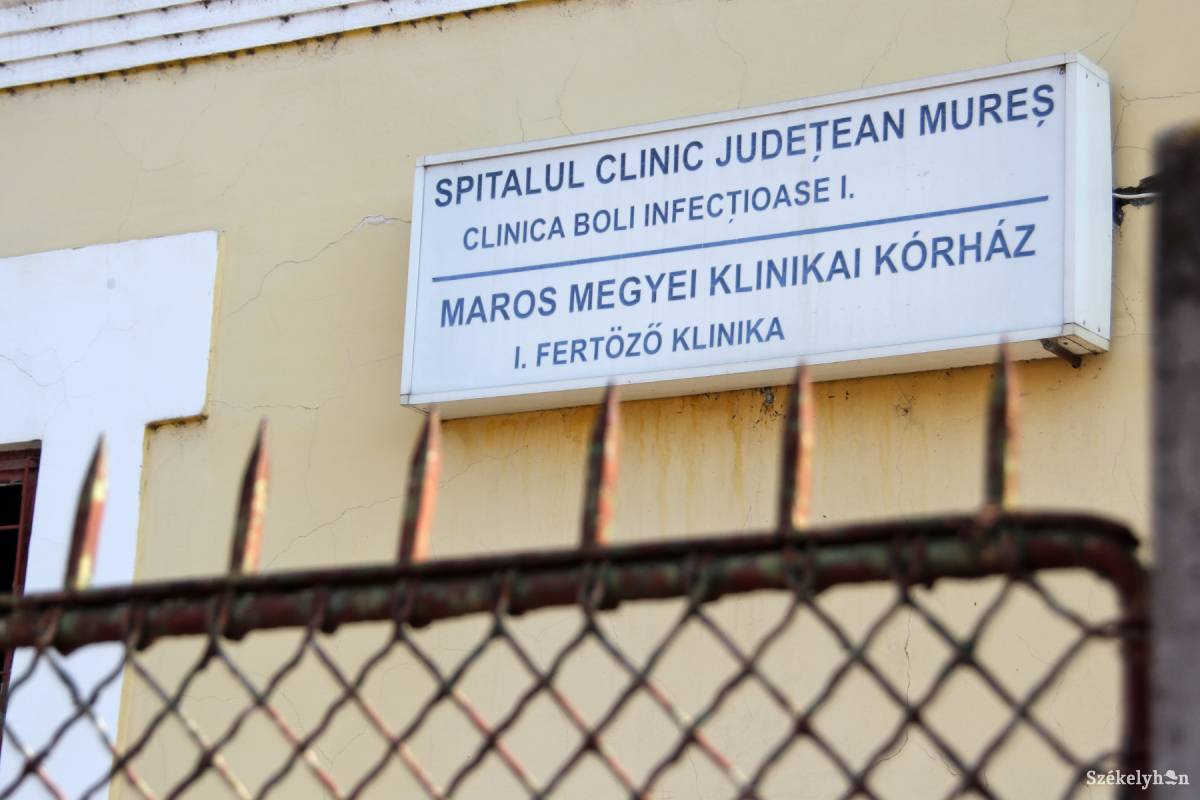 SPITALUL CLINIC JUDEȚEAN MUREȘ
CLINICA BOLI INFECȚIOASE I.
MAROS MEGYEI KLINIKAI KÓRHÁZ
I. FERTÖZŐ KLINIKA
Székelyhon